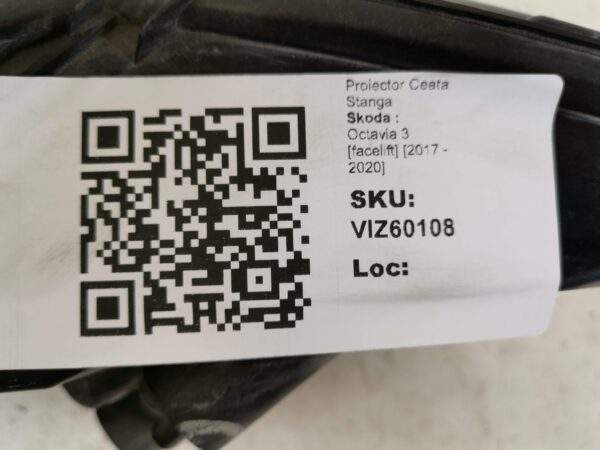 Proiector Ceata
Stanga
Skoda :
Octavia 3
[facelift] [2017 -
2020]
SKU:
VIZ60108
Loc: